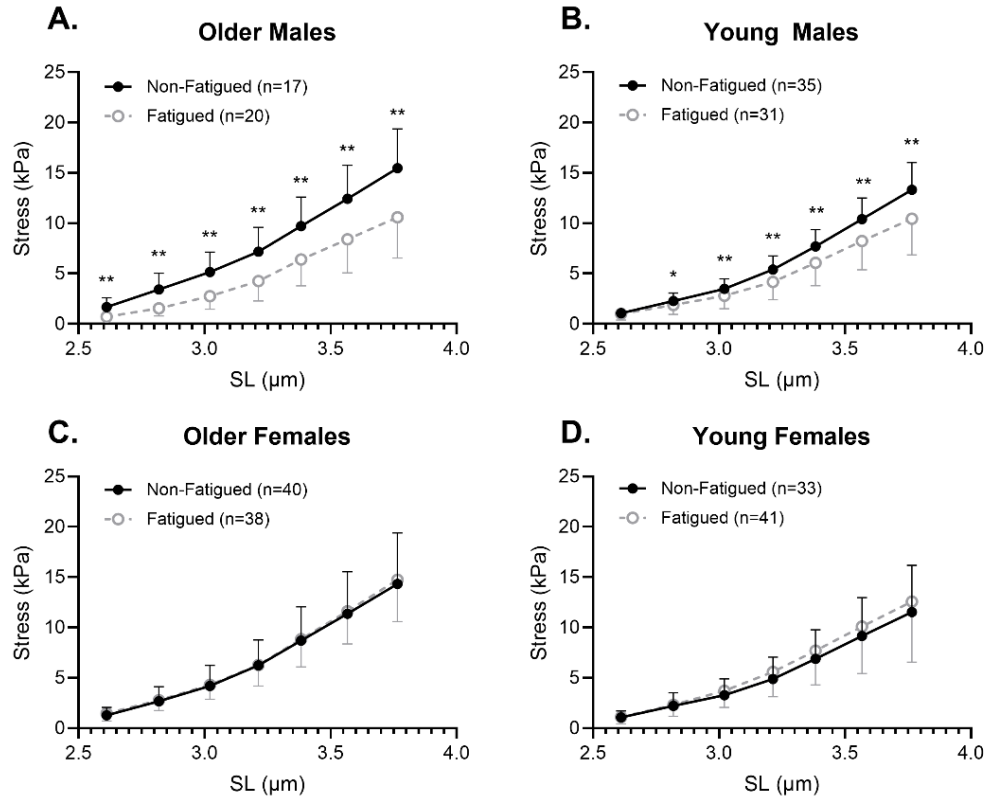 A.
Older Males
Non-Fatigued (n=17)
Fatigued (n=20)
Stress (kPa)
25
20
15
10
5
0
** ** ** ** ** ** **
2.5 3.0 3.5 4.0
SL (µm)
B.
Young Males
Non-Fatigued (n=35)
Fatigued (n=31)
Stress (kPa)
25
20
15
10
5
0
* ** ** ** ** **
2.5 3.0 3.5 4.0
SL (µm)
C.
Older Females
Non-Fatigued (n=40)
Fatigued (n=38)
Stress (kPa)
25
20
15
10
5
0
2.5 3.0 3.5 4.0
SL (µm)
D.
Young Females
Non-Fatigued (n=33)
Fatigued (n=41)
Stress (kPa)
25
20
15
10
5
0
2.5 3.0 3.5 4.0
SL (µm)